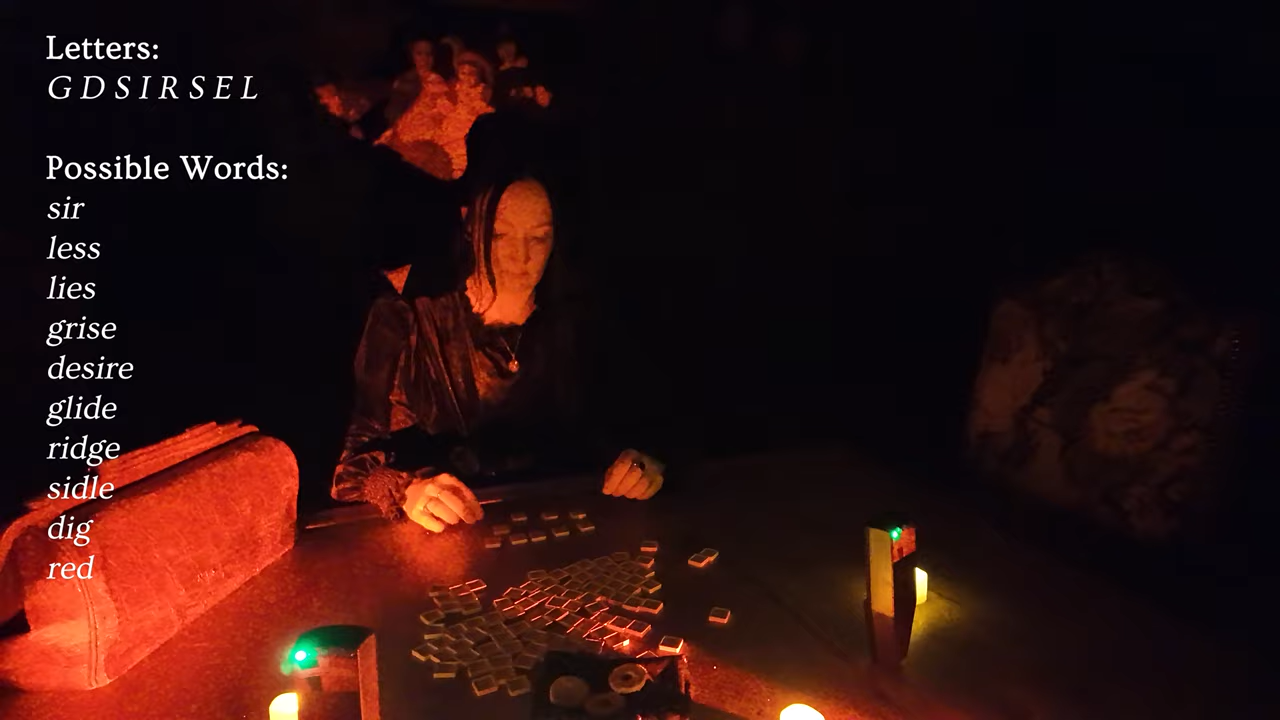 Letters:
G D S I R S E L
Possible Words:
sir
less
lies
grise
desire
glide
ridge
sidle
dig
red